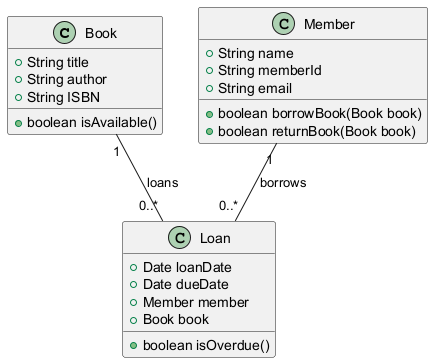 C Book
String title
String author
String ISBN
boolean isAvailable()
C Member
String name
String memberId
String email
boolean borrowBook(Book book)
boolean returnBook(Book book)
1
1
loans
borrows
0..*
0..*
C Loan
Date loanDate
Date dueDate
Member member
Book book
boolean isOverdue()